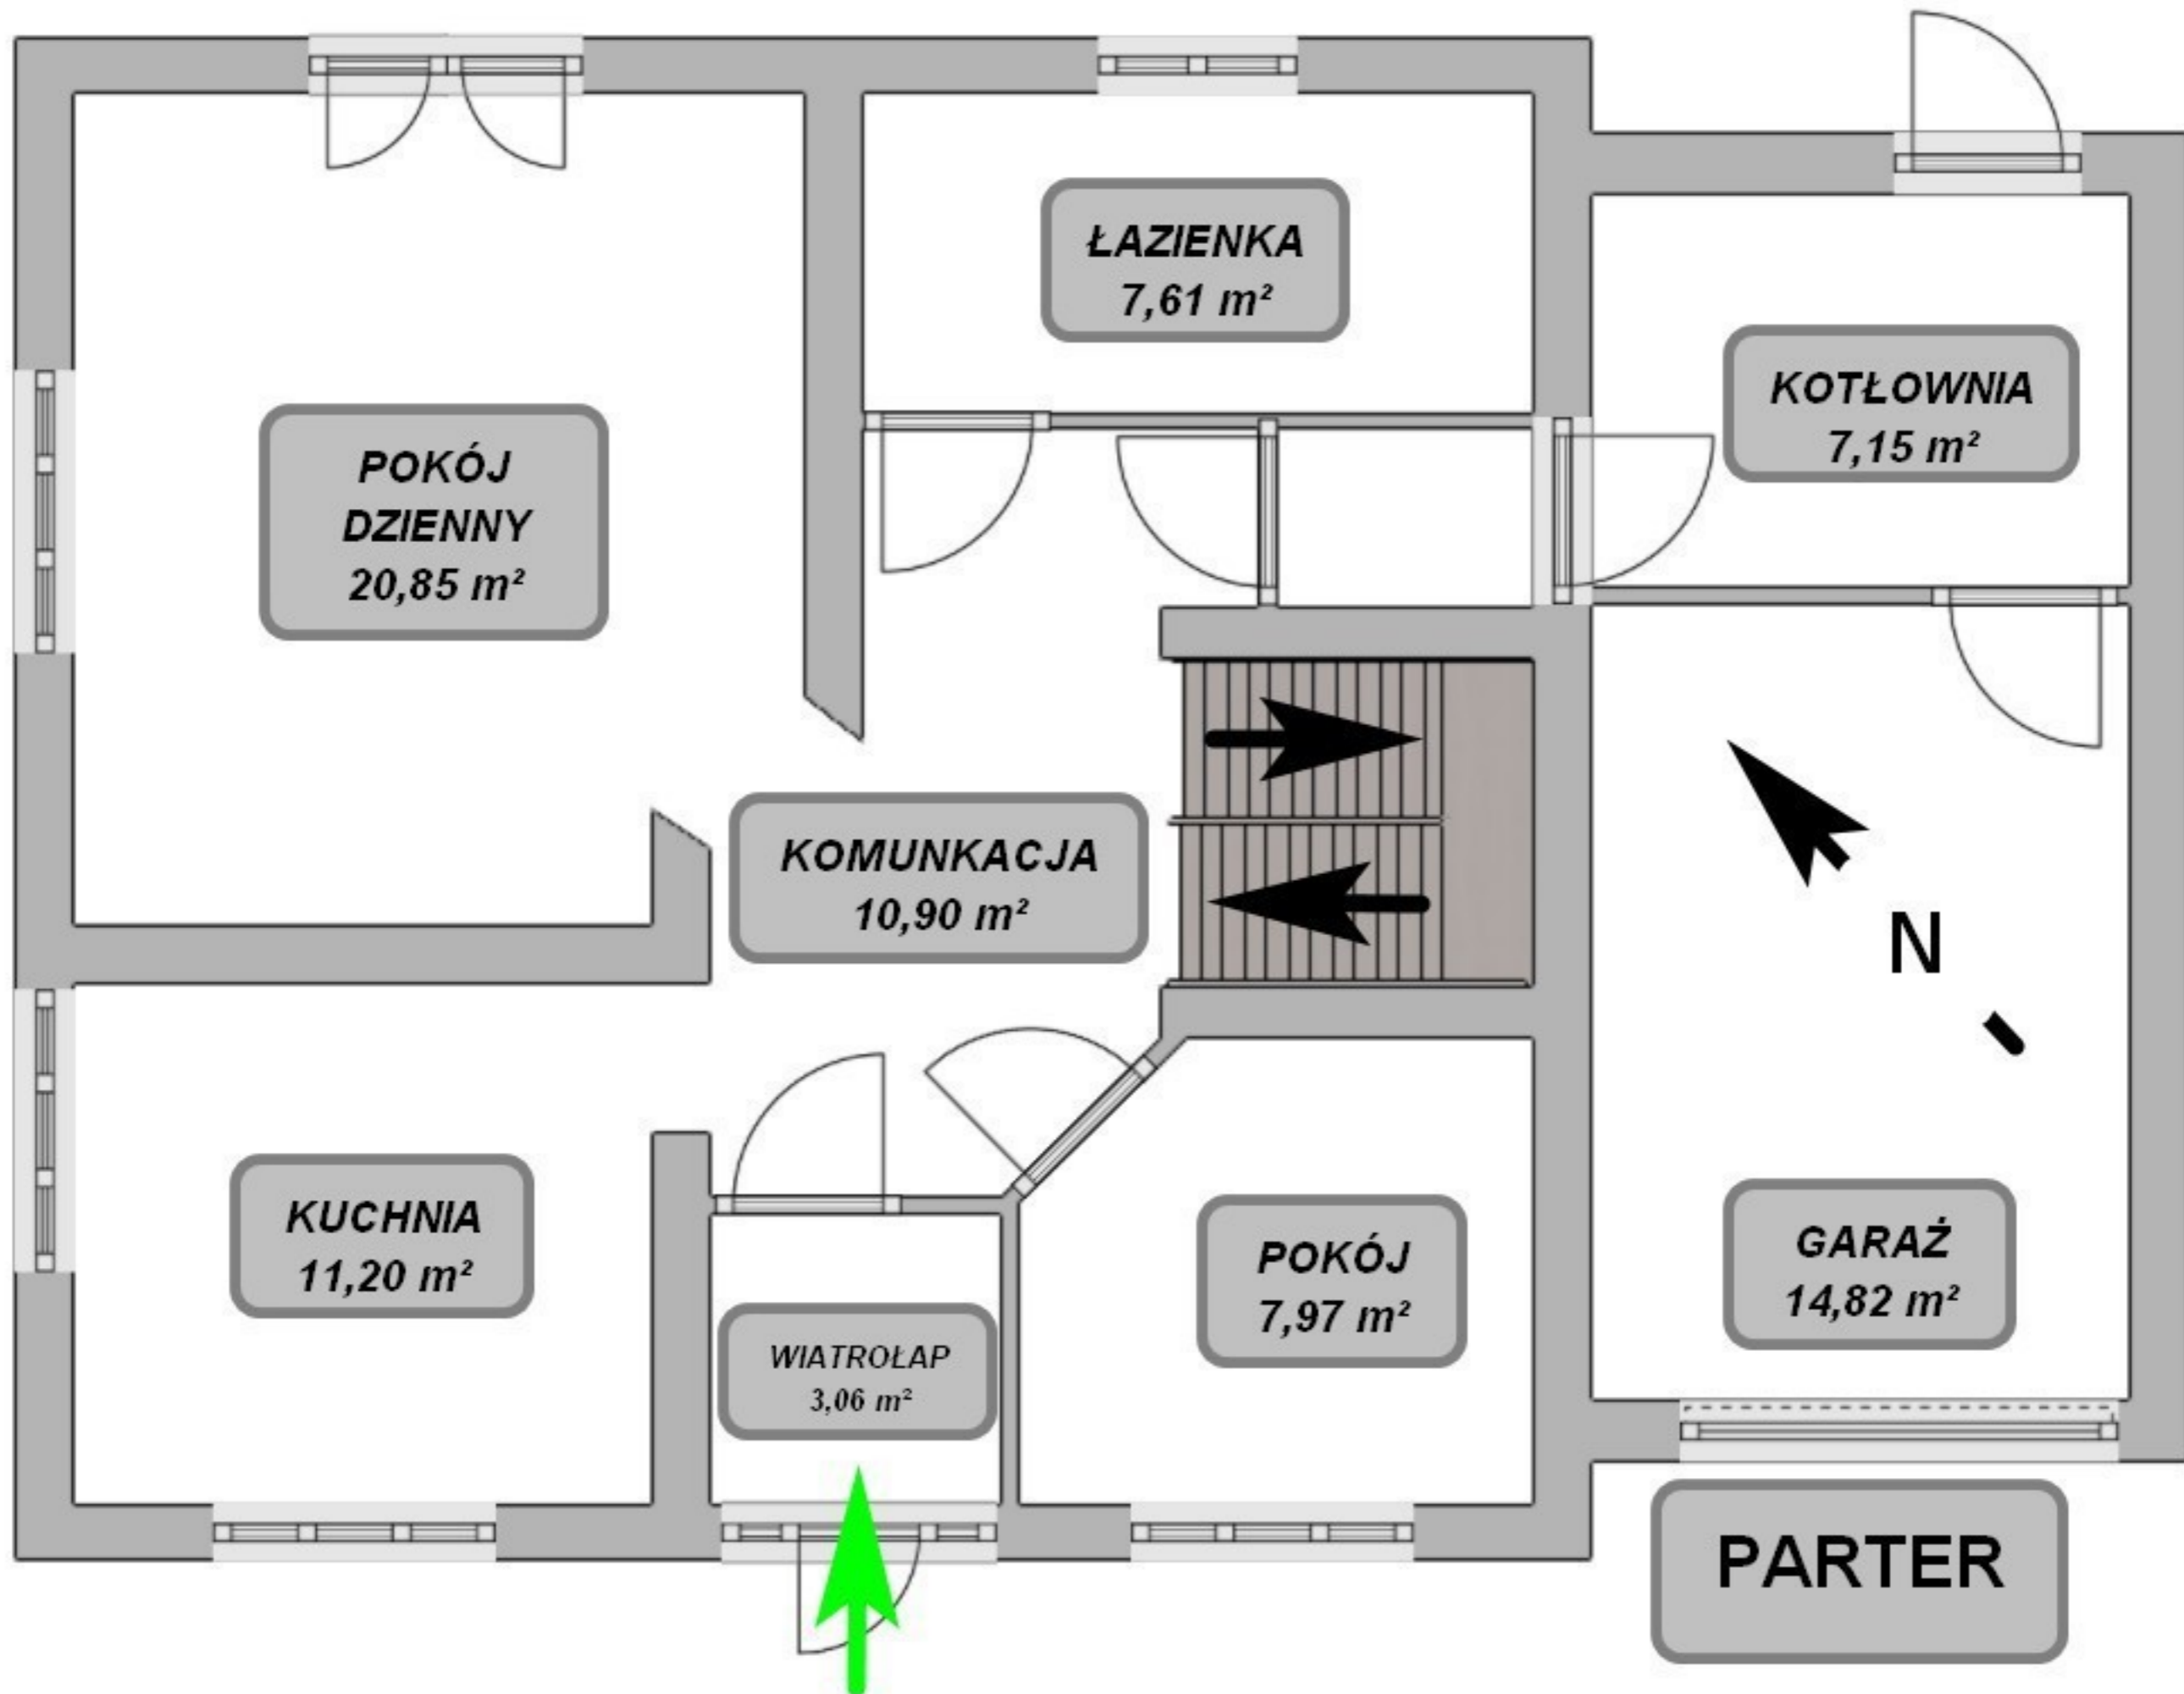 ŁAZIENKA
7,61 m²
KOTŁOWNIA
7,15 m²
POKÓJ
DZIENNY
20,85 m²
KOMUNKACJA
10,90 m²
N
KUCHNIA
11,20 m²
WIATROŁAP
3,06 m²
POKÓJ
7,97 m²
GARAŻ
14,82 m²
PARTER